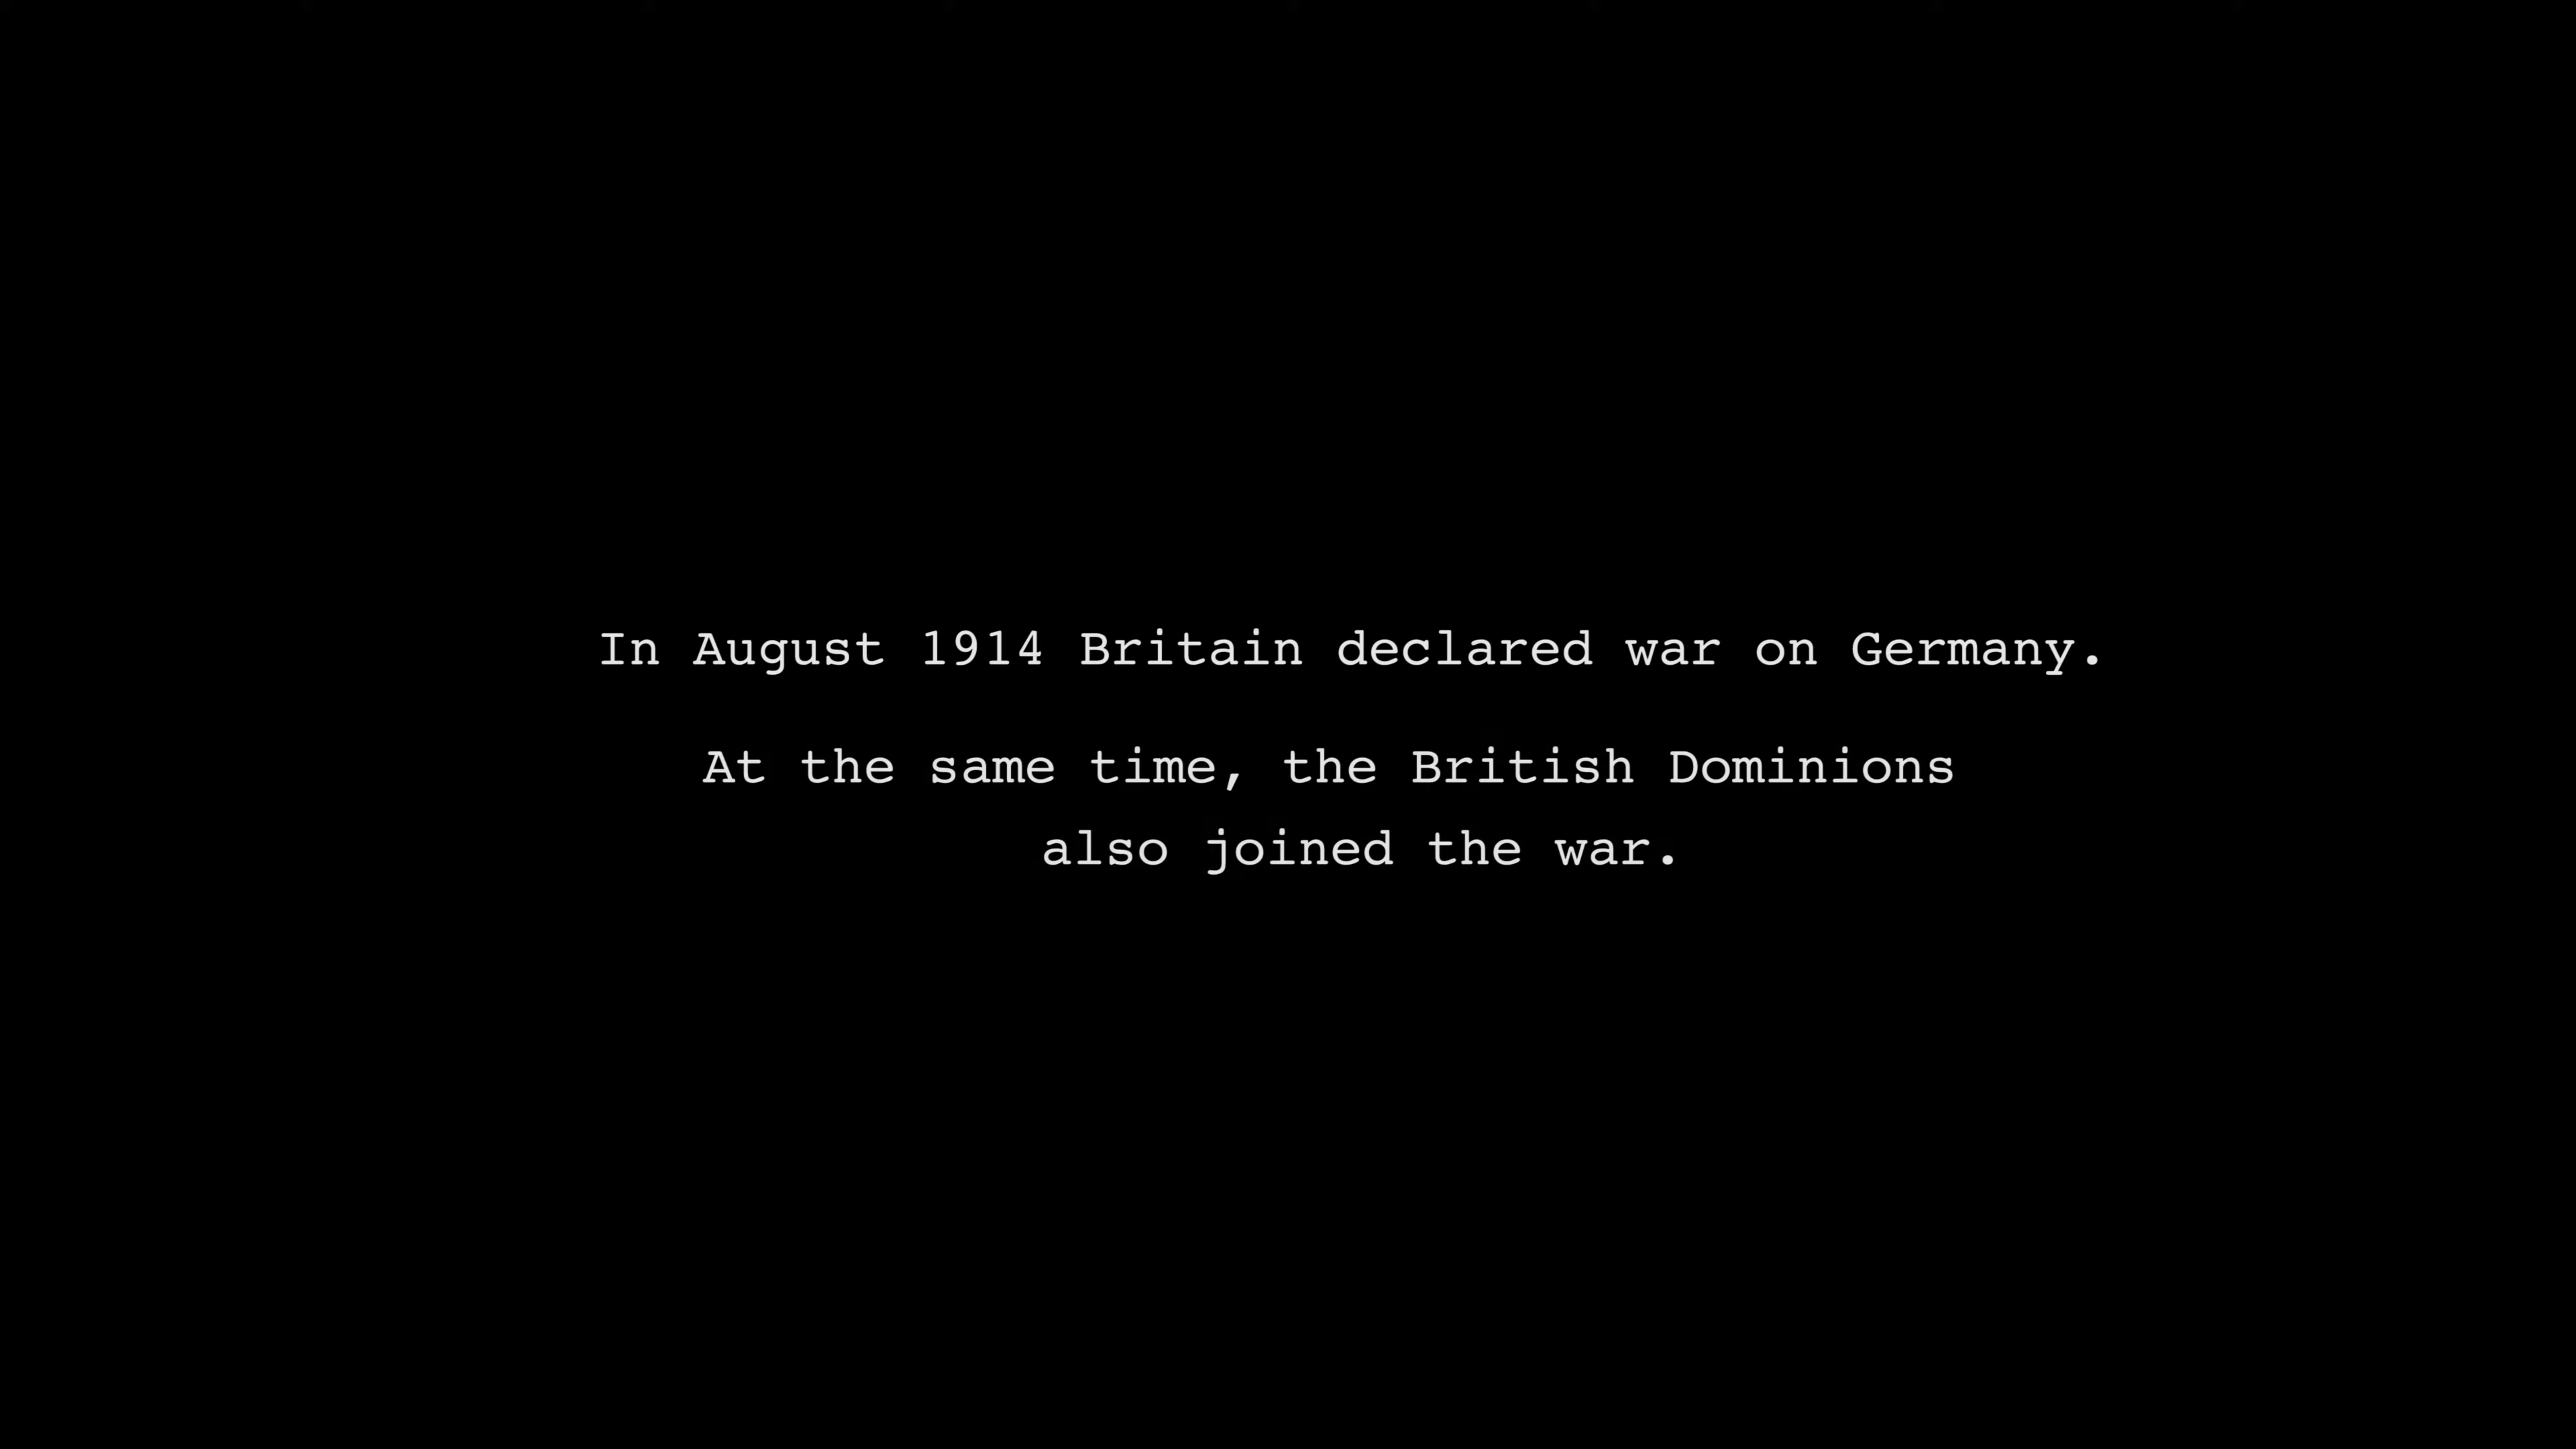 In August 1914 Britain declared war on Germany.
At the same time, the British Dominions
also joined the war.